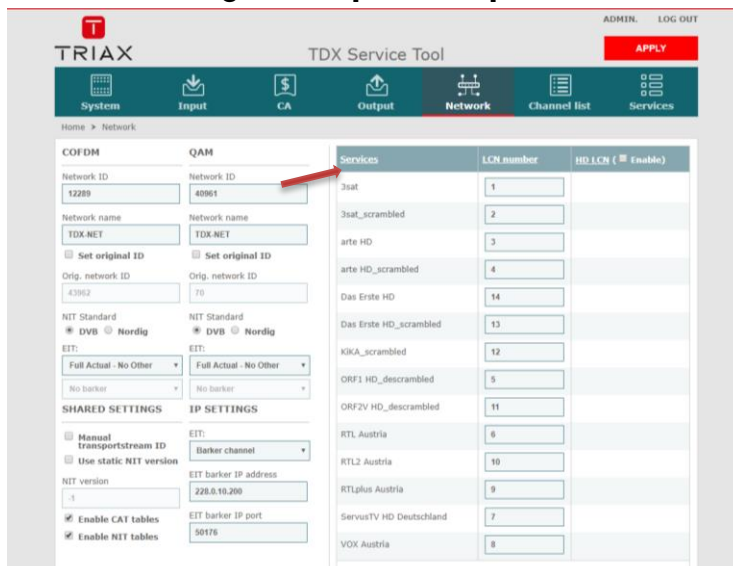 ADMIN. LOG OUT
TRIAX
TDX Service Tool
APPLY
System Input CA Output Network Channel list Services
Home > Network
COFDM QAM
Network ID Network ID
12289 40961
Network name Network name
TDX-NET TDX-NET
Set original ID Set original ID
Orig. network ID Orig. network ID
43962 70
NIT Standard NIT Standard
DVB Nordig DVB Nordig
EIT: EIT:
Full Actual - No Other Full Actual - No Other
No barker No barker
SHARED SETTINGS IP SETTINGS
Manual transportstream ID
Use static NIT version
NIT version
-1
Enable CAT tables
Enable NIT tables
EIT:
Barker channel
EIT barker IP address
228.0.10.200
EIT barker IP port
50176
Services LCN number HD LCN ( Enable)
3sat 1
3sat_scrambled 2
arte HD 3
arte HD_scrambled 4
Das Erste HD 14
Das Erste HD_scrambled 13
KiKA_scrambled 12
ORF1 HD_descrambled 5
ORF2V HD_descrambled 11
RTL Austria 6
RTL2 Austria 10
RTLplus Austria 9
ServusTV HD Deutschland 7
VOX Austria 8